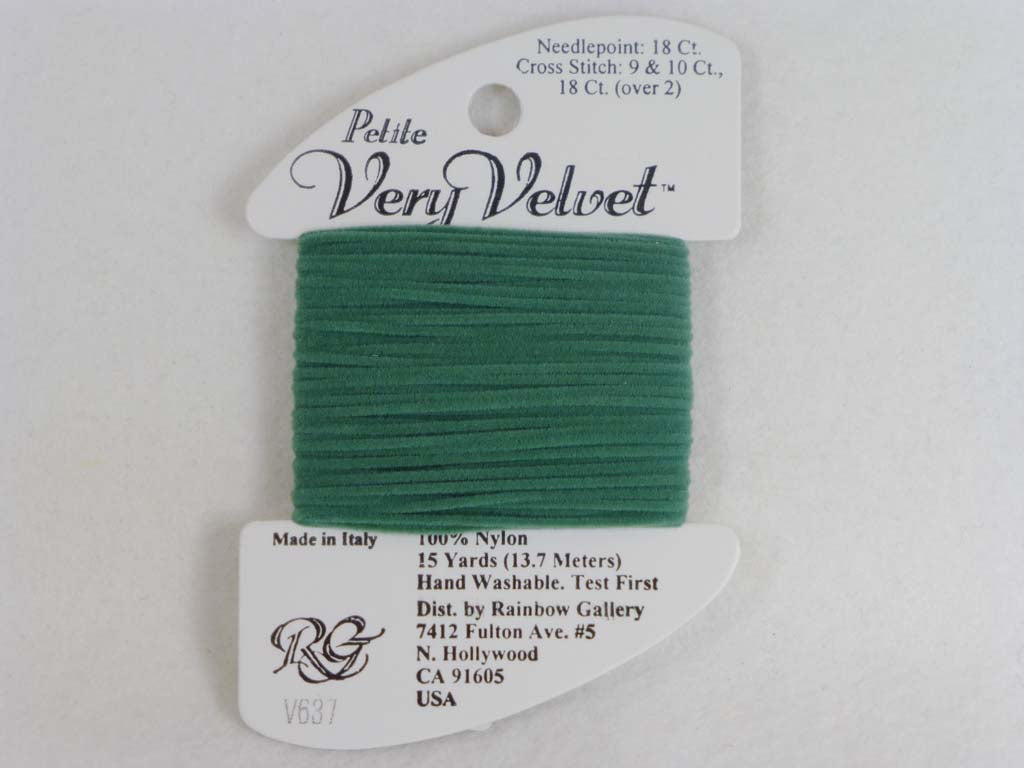 Needlepoint: 18 Ct.
Cross Stitch: 9 & 10 Ct.,
18 Ct. (over 2)
Petite
Very Velvet™
Made in Italy
100% Nylon
15 Yards (13.7 Meters)
Hand Washable. Test First
Dist. by Rainbow Gallery
7412 Fulton Ave. #5
N. Hollywood
CA 91605
USA
RG
V637